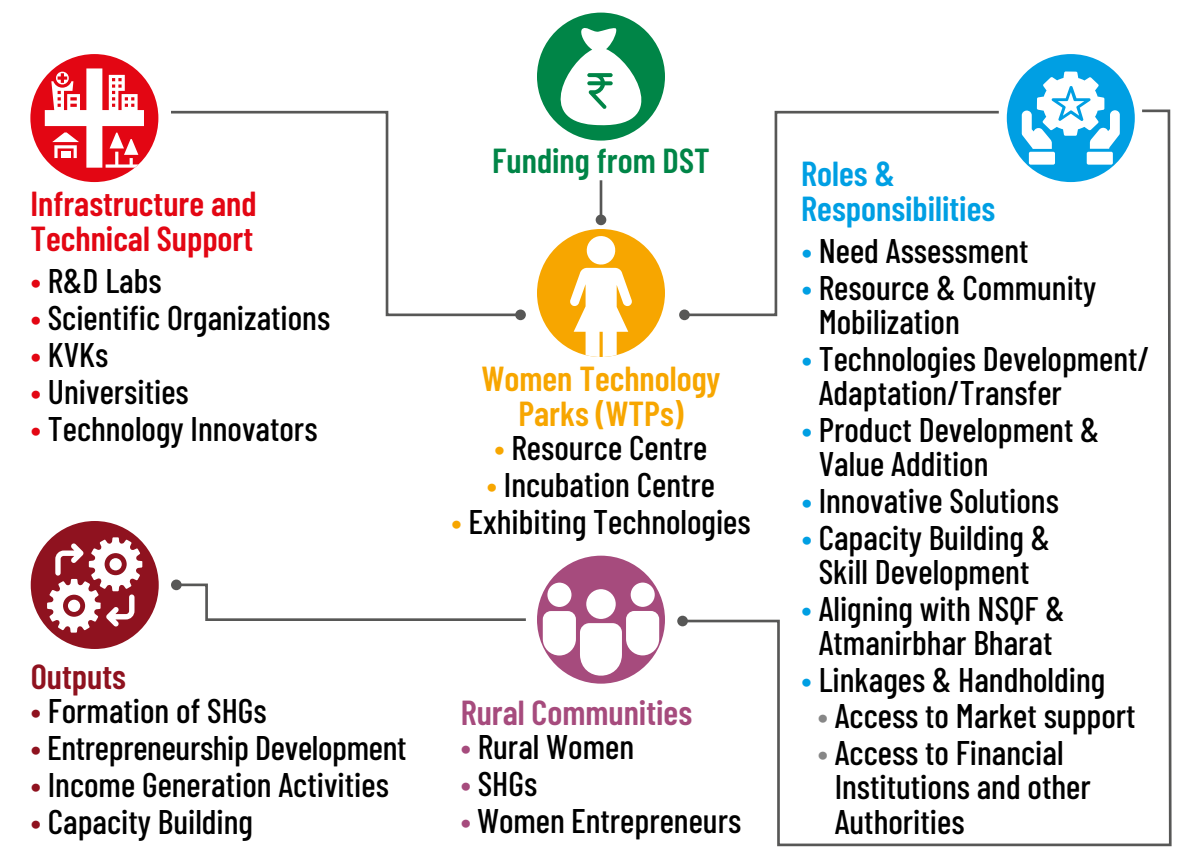 ₹
Funding from DST
Infrastructure and
Technical Support
• R&D Labs
• Scientific Organizations
• KVKs
• Universities
• Technology Innovators
Women Technology
Parks (WTPs)
• Resource Centre
• Incubation Centre
• Exhibiting Technologies
Roles &
Responsibilities
• Need Assessment
• Resource & Community
Mobilization
• Technologies Development/
Adaptation/Transfer
• Product Development &
Value Addition
• Innovative Solutions
• Capacity Building &
Skill Development
• Aligning with NSQF &
Atmanirbhar Bharat
• Linkages & Handholding
• Access to Market support
• Access to Financial
Institutions and other
Authorities
Outputs
• Formation of SHGs
• Entrepreneurship Development
• Income Generation Activities
• Capacity Building
Rural Communities
• Rural Women
• SHGs
• Women Entrepreneurs